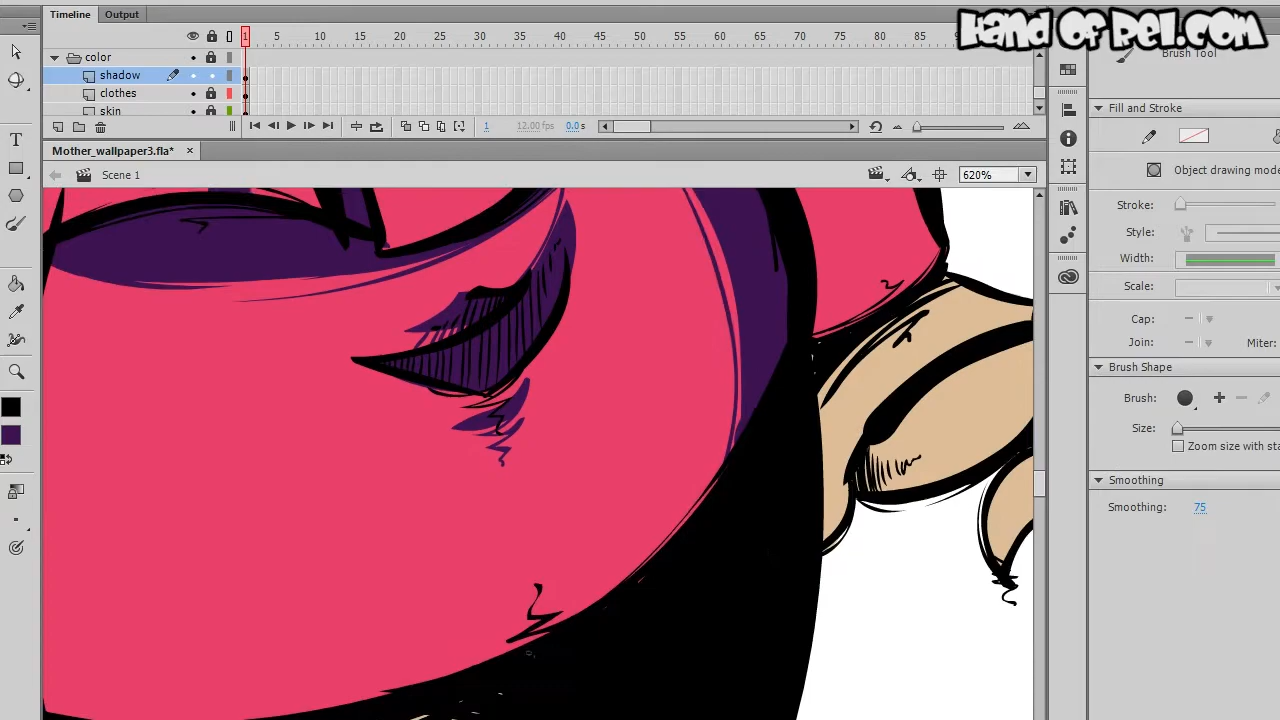 Timeline
Output
HAND OF REI.COM
1 5 10 15 20 25 30 35 40 45 50 55 60 65 70 75 80 85
color
shadow
clothes
skin
1 12.00 fps 0.0 s
Mother_wallpaper3.fla*
Scene 1
620%
Brush Tool
Fill and Stroke
Object drawing mode
Stroke:
Style:
Width:
Scale:
Cap:
Join: Miter:
Brush Shape
Brush:
Size:
Zoom size with sta
Smoothing
Smoothing: 75